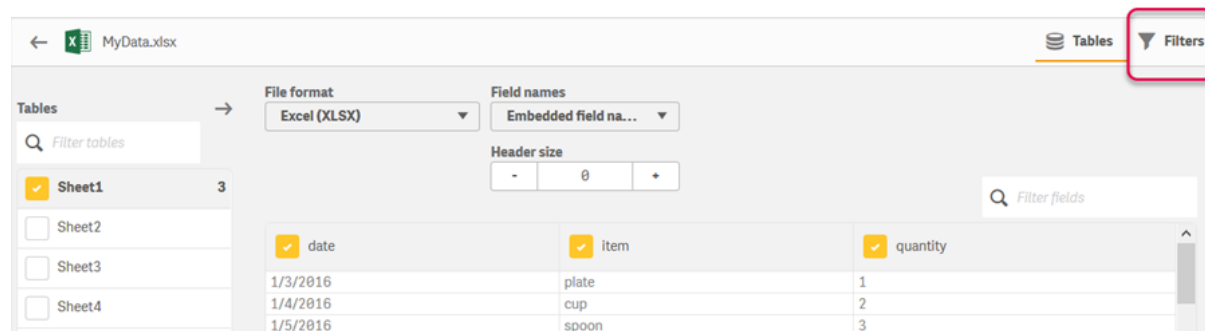 MyData.xlsx
Tables
Filters
Tables
Filter tables
Sheet1 3
Sheet2
Sheet3
Sheet4
File format
Excel (XLSX)
Field names
Embedded field na...
Header size
- 0 +
Filter fields
date item quantity
1/3/2016 plate 1
1/4/2016 cup 2
1/5/2016 spoon 3